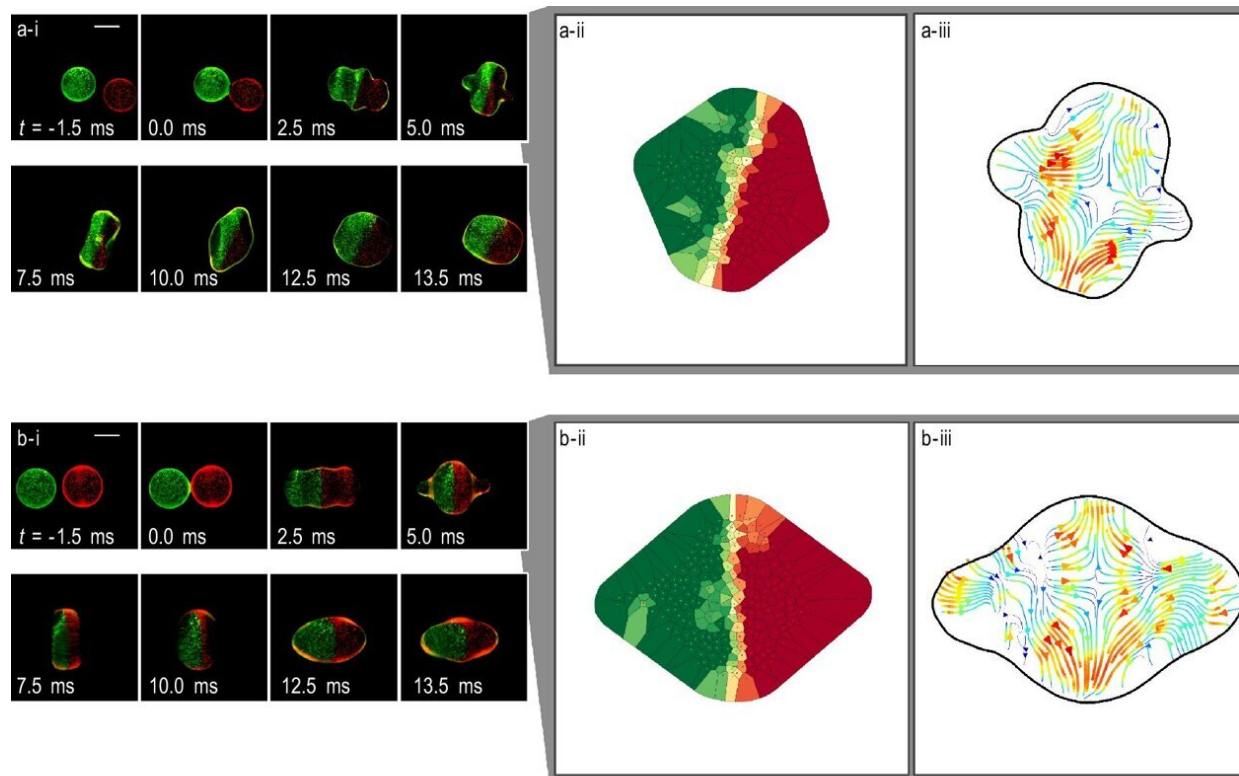 a-i
t = -1.5 ms
0.0 ms
2.5 ms
5.0 ms
7.5 ms
10.0 ms
12.5 ms
13.5 ms
a-ii
a-iii
b-i
t = -1.5 ms
0.0 ms
2.5 ms
5.0 ms
7.5 ms
10.0 ms
12.5 ms
13.5 ms
b-ii
b-iii